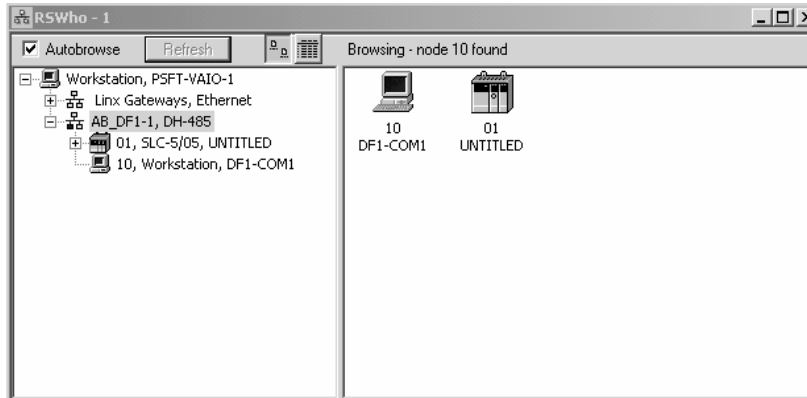 RSWho - 1
Autobrowse
Refresh
Browsing - node 10 found
Workstation, PSFT-VAIO-1
Linx Gateways, Ethernet
AB_DF1-1, DH-485
01, SLC-5/05, UNTITLED
10, Workstation, DF1-COM1
10
DF1-COM1
01
UNTITLED